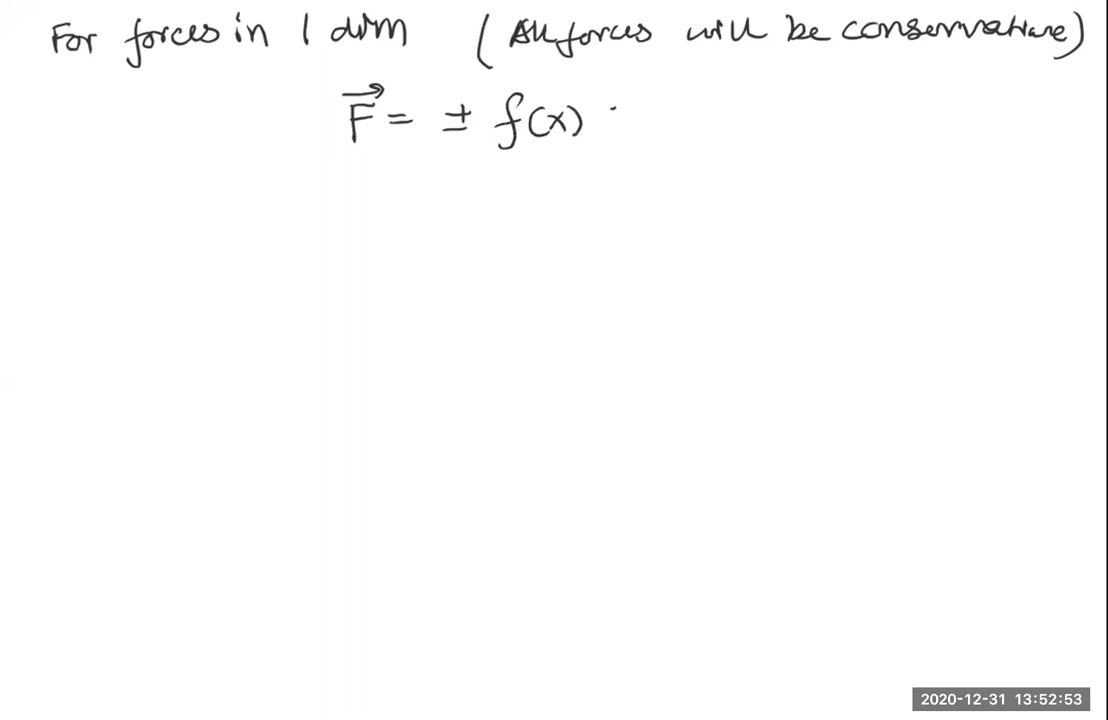 For forces in 1 dim (All forces will be conservative)
F⃗ = ± f(x)
2020-12-31 13:52:53